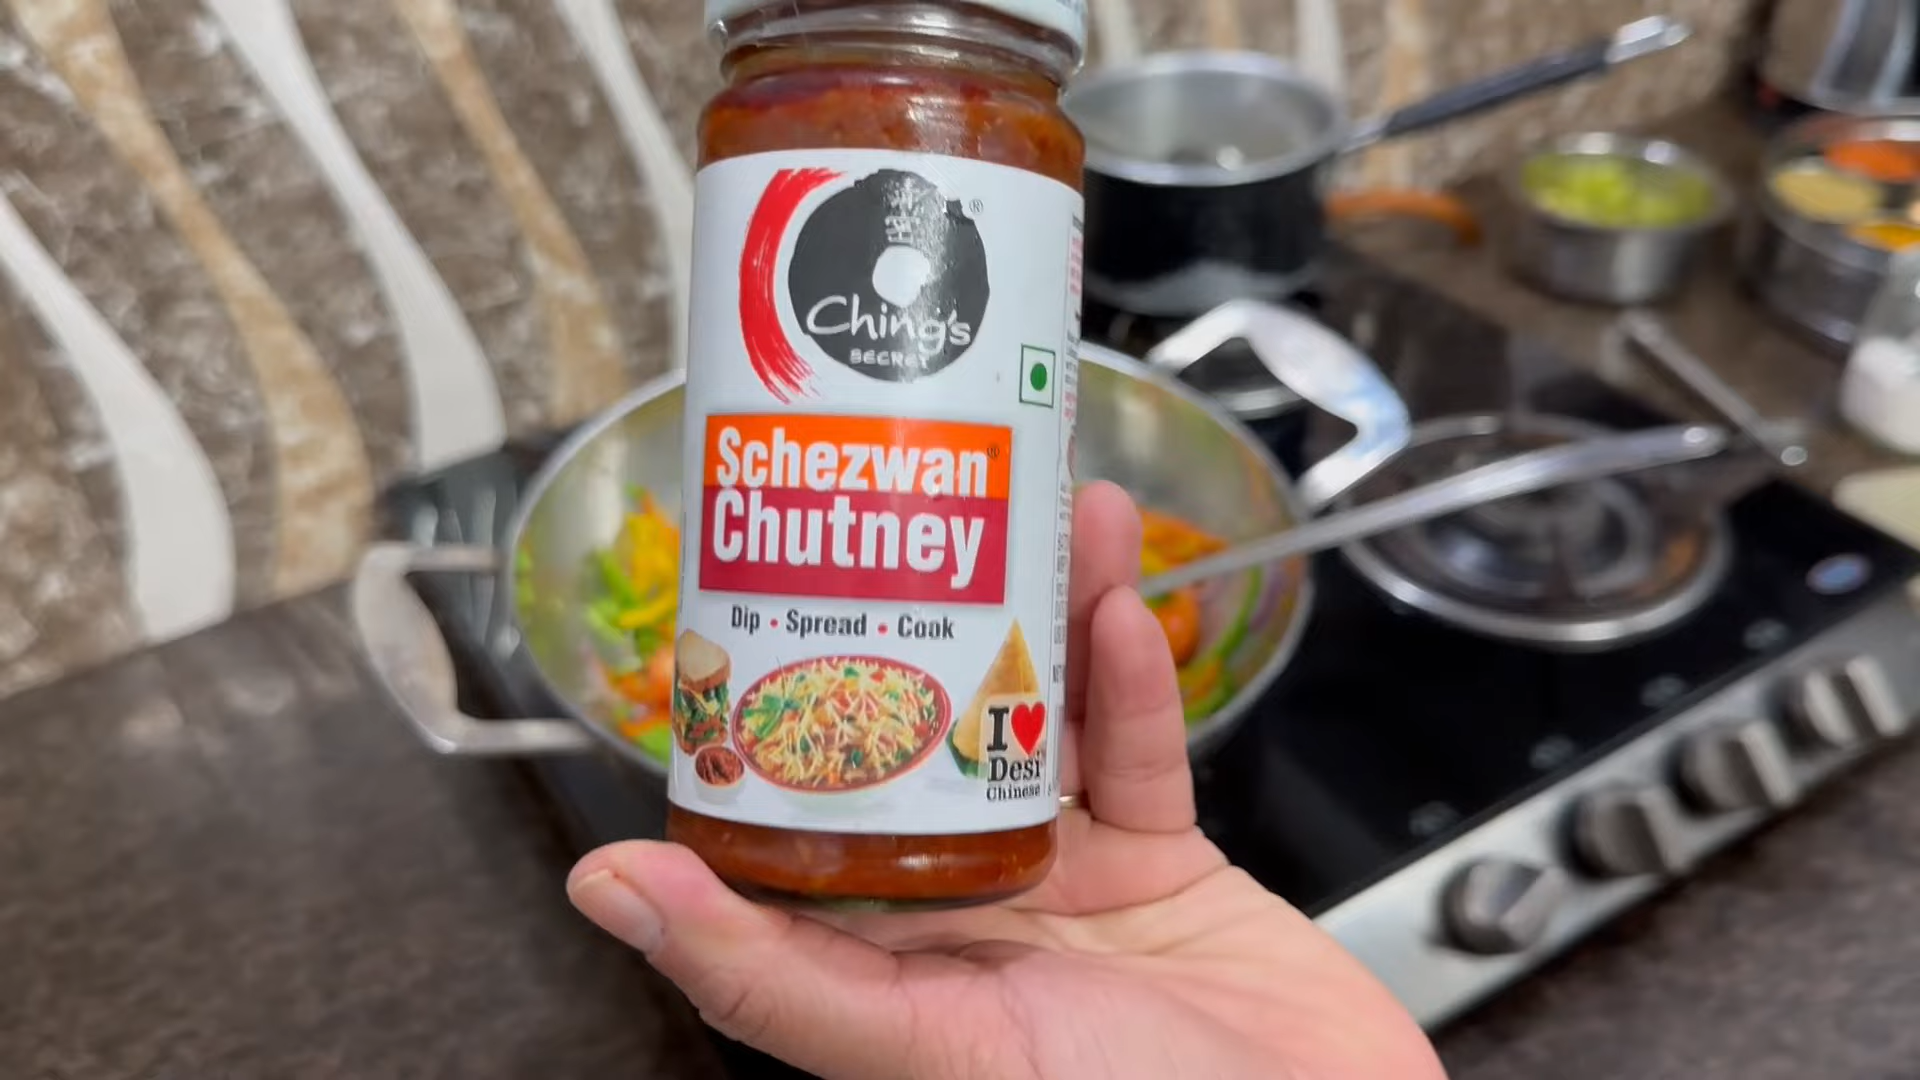 Ching's
SECRET
®
Schezwan®
Chutney
Dip • Spread • Cook
I ❤
Desi
Chinese